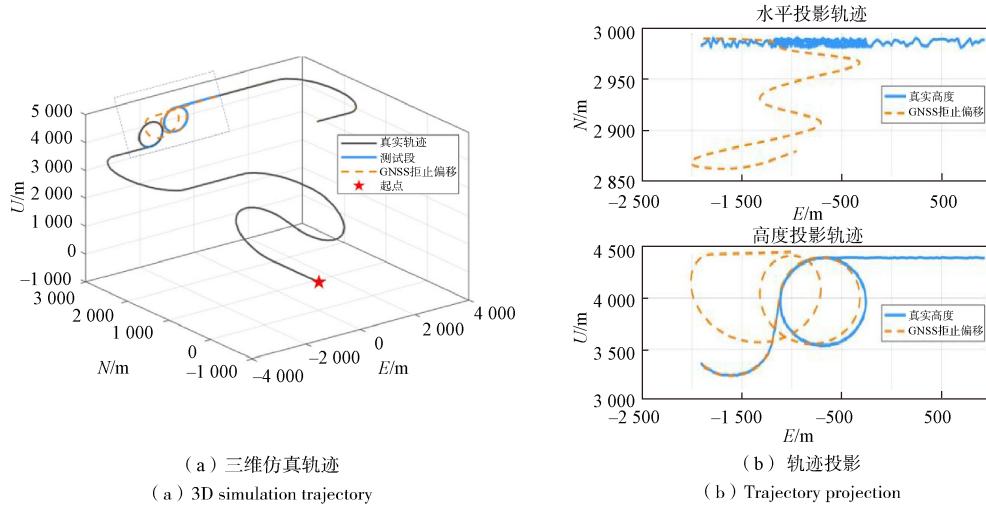 水平投影轨迹
3 000
2 950
2 900
2 850
N/m
真实高度
GNSS拒止偏移
−2 500
−1 500
−500
500
E/m
5 000
4 000
3 000
2 000
1 000
0
−1 000
U/m
真实轨迹
测试段
GNSS拒止偏移
起点
3 000
2 000
1 000
0
−1 000
N/m
−4 000
−2 000
0
2 000
4 000
E/m
高度投影轨迹
4 500
4 000
3 500
3 000
U/m
真实高度
GNSS拒止偏移
−2 500
−1 500
−500
500
E/m
（a）三维仿真轨迹
（a）3D simulation trajectory
（b）轨迹投影
（b）Trajectory projection